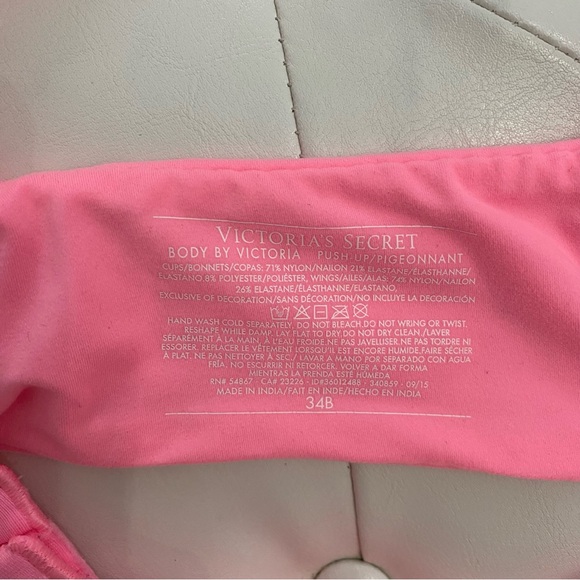 VICTORIA'S SECRET
BODY BY VICTORIA PUSH UP/PIGEONNANT
CUPS/BONNETS/COPAS: 71% NYLON/NAILON 21% ELASTANE/ÉLASTHANNE/
ELASTANO,8% POLYESTER/POLIÉSTER, WINGS/AILES/ALAS: 74% NYLON/NAILON
26% ELASTANE/ÉLASTHANNE/ELASTANO,
EXCLUSIVE OF DECORATION/SANS DÉCORATION/NO INCLUYE LA DECORACIÓN
HAND WASH COLD SEPARATELY, DO NOT BLEACH.DO NOT WRING OR TWIST.
RESHAPE WHILE DAMP, LAY FLAT TO DRY.DO NOT DRY CLEAN./LAVER
SÉPARÉMENT À LA MAIN, À L'EAU FROIDE.NE PAS JAVELLISER.NE PAS TORDRE NI
ESSORER. REPLACER LE VÊTEMENT LORSQU'IL EST ENCORE HUMIDE.FAIRE SÉCHER
À PLAT. NE PAS NETTOYER À SEC./LAVAR A MANO POR SEPARADO CON AGUA
FRÍA. NO ESCURRIR NI RETORCER. VOLVER A DAR FORMA
MIENTRAS LA PRENDA ESTÉ HÚMEDA
RN# 54867 - CA# 23226 - ID#36012488 - 340859 - 09/15
MADE IN INDIA/FAIT EN INDE/HECHO EN INDIA
34B